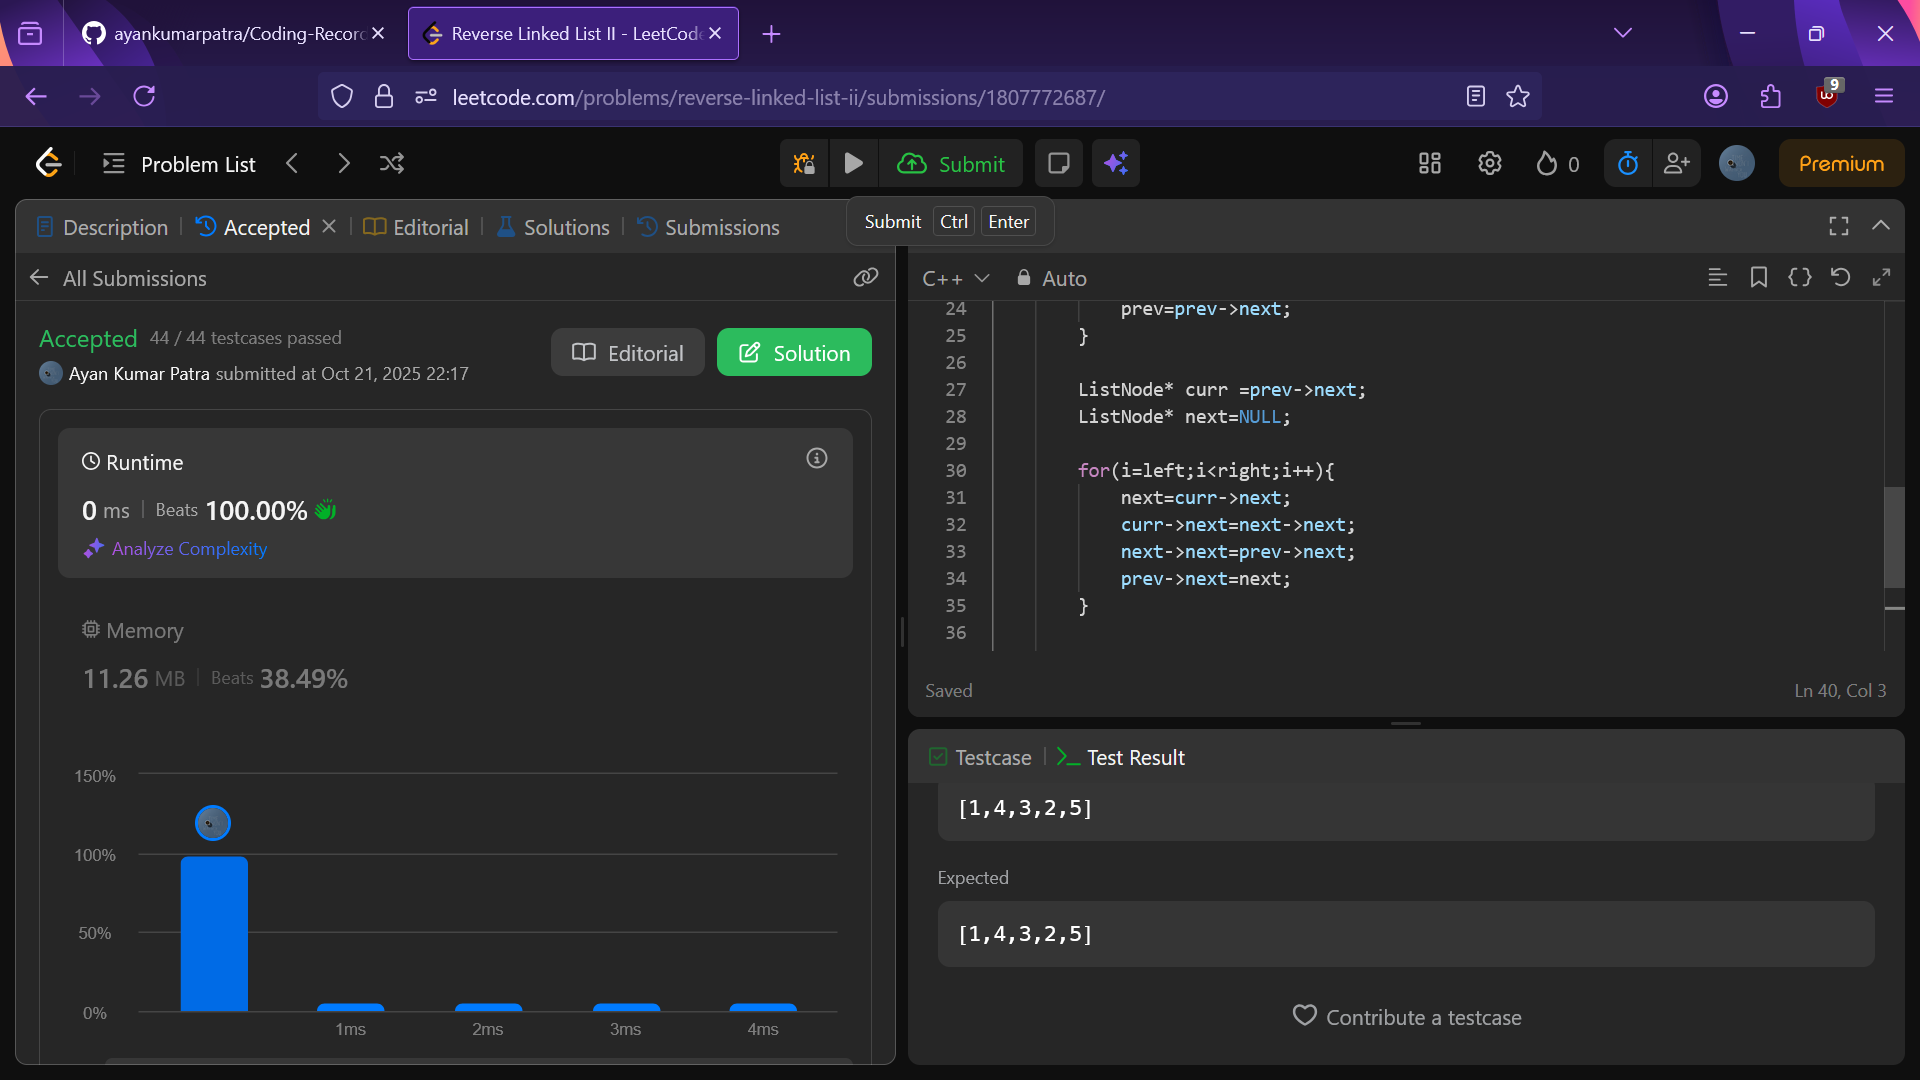 ayankumarpatra/Coding-Record
Reverse Linked List II - LeetCode
leetcode.com/problems/reverse-linked-list-ii/submissions/1807772687/
9
Problem List
Submit
0
Premium
Description
Accepted
Editorial
Solutions
Submissions
Submit Ctrl Enter
All Submissions
Accepted 44 / 44 testcases passed
Ayan Kumar Patra submitted at Oct 21, 2025 22:17
Editorial
Solution
Runtime
0 ms Beats 100.00%
Analyze Complexity
Memory
11.26 MB Beats 38.49%
150%
100%
50%
0%
1ms 2ms 3ms 4ms
C++ Auto
24 prev=prev->next;
25 }
26
27 ListNode* curr =prev->next;
28 ListNode* next=NULL;
29
30 for(i=left;i<right;i++){
31 next=curr->next;
32 curr->next=next->next;
33 next->next=prev->next;
34 prev->next=next;
35 }
36
Saved
Ln 40, Col 3
Testcase
Test Result
[1,4,3,2,5]
Expected
[1,4,3,2,5]
Contribute a testcase